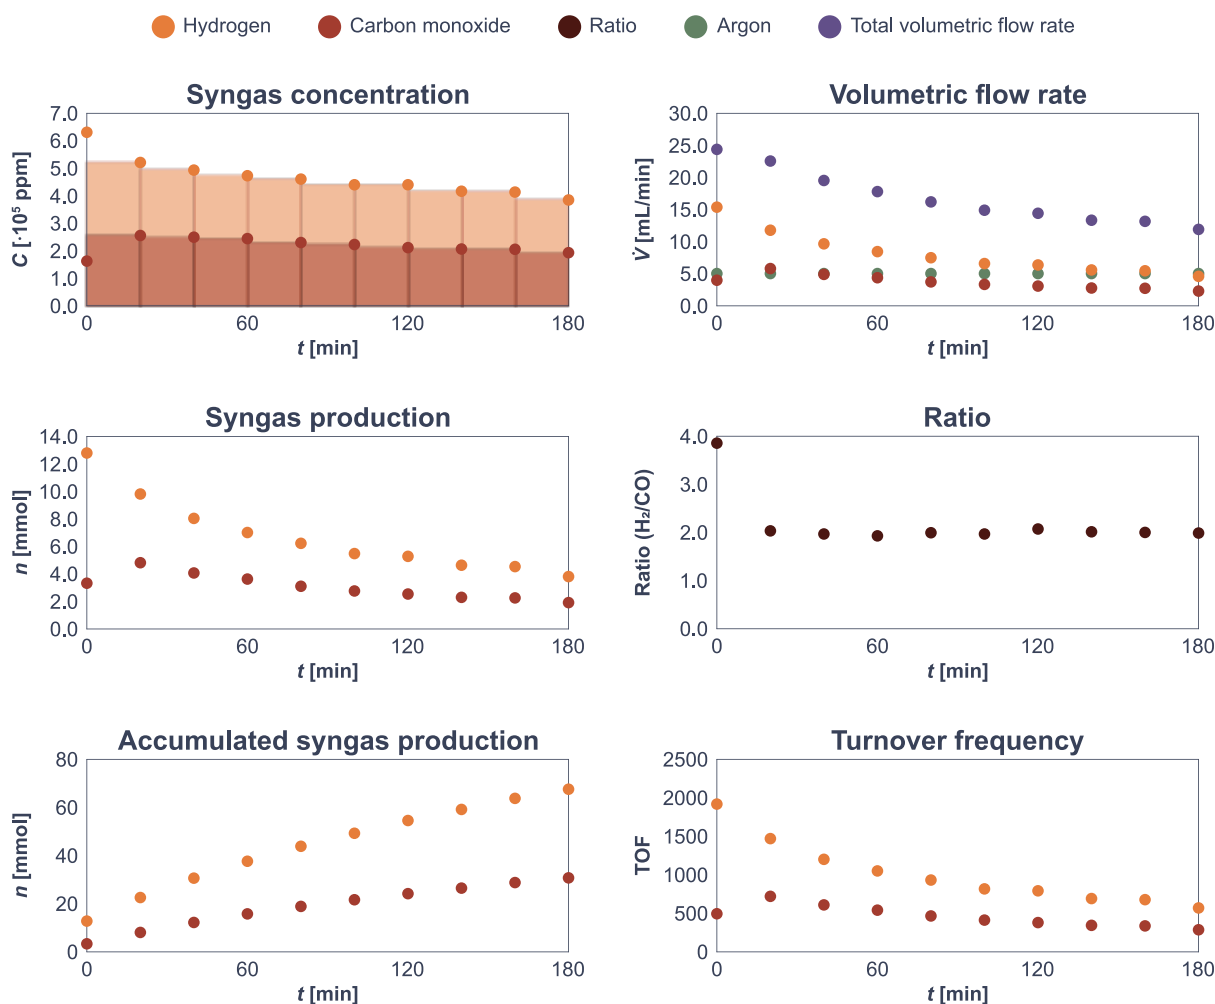 Hydrogen Carbon monoxide Ratio Argon Total volumetric flow rate
Syngas concentration
7.0
6.0
5.0
4.0
3.0
2.0
1.0
0.0
C [·10⁵ ppm]
0 60 120 180
t [min]
Volumetric flow rate
30.0
25.0
20.0
15.0
10.0
5.0
0.0
V̇ [mL/min]
0 60 120 180
t [min]
Syngas production
14.0
12.0
10.0
8.0
6.0
4.0
2.0
0.0
n [mmol]
0 60 120 180
t [min]
Ratio
4.0
3.0
2.0
1.0
0.0
Ratio (H₂/CO)
0 60 120 180
t [min]
Accumulated syngas production
80
60
40
20
0
n [mmol]
0 60 120 180
t [min]
Turnover frequency
2500
2000
1500
1000
500
0
TOF
0 60 120 180
t [min]